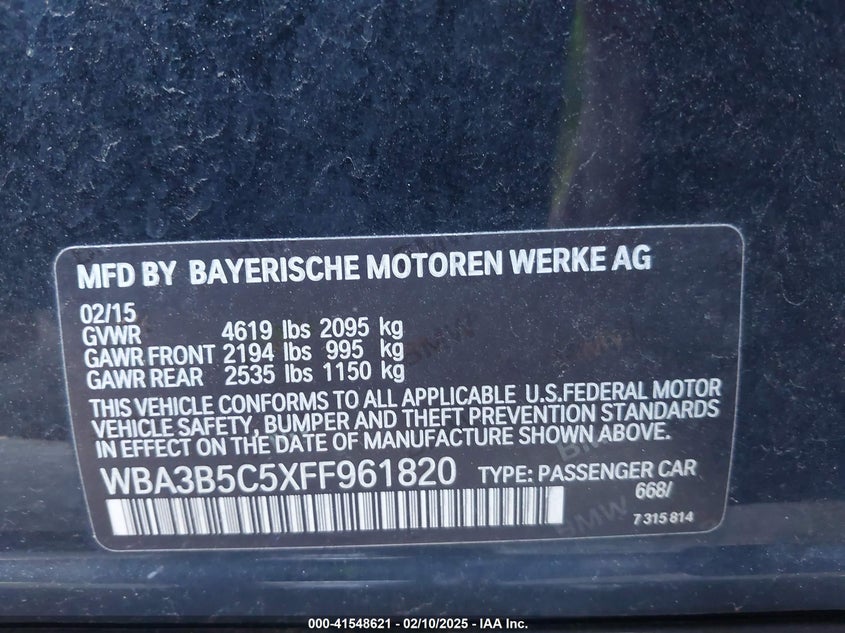 MFD BY BAYERISCHE MOTOREN WERKE AG
02/15
GVWR 4619 lbs 2095 kg
GAWR FRONT 2194 lbs 995 kg
GAWR REAR 2535 lbs 1150 kg
THIS VEHICLE CONFORMS TO ALL APPLICABLE U.S.FEDERAL MOTOR
VEHICLE SAFETY, BUMPER AND THEFT PREVENTION STANDARDS
IN EFFECT ON THE DATE OF MANUFACTURE SHOWN ABOVE.
WBA3B5C5XFF961820 TYPE: PASSENGER CAR
668/
7 315 814
000-41548621 / 02/10/2025 - IAA Inc.